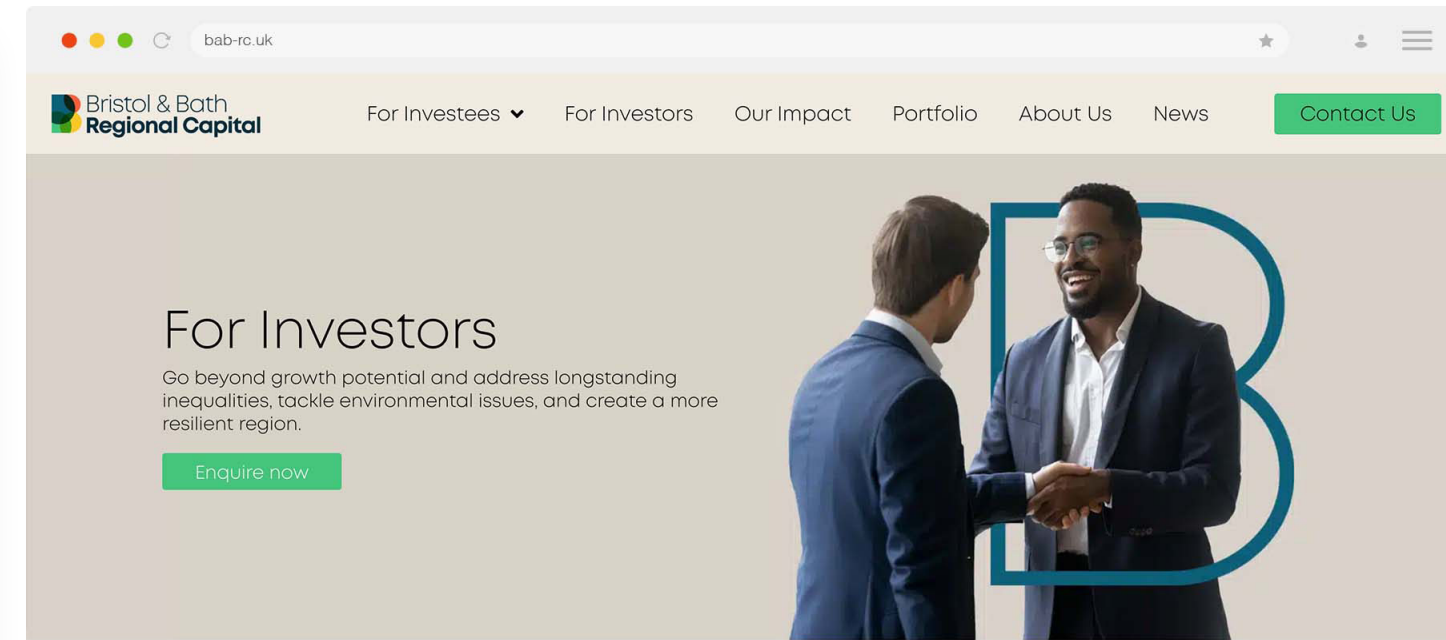 bab-rc.uk
Bristol & Bath
Regional Capital
For Investees
For Investors
Our Impact
Portfolio
About Us
News
Contact Us
For Investors
Go beyond growth potential and address longstanding
inequalities, tackle environmental issues, and create a more
resilient region.
Enquire now
B